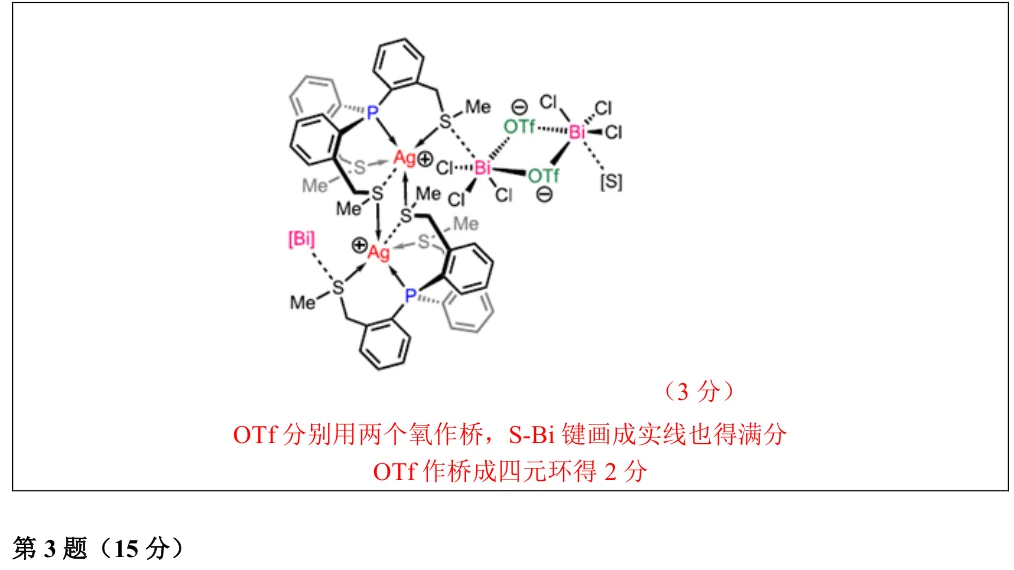 Me
P
S
OTf
⊖
Cl
Cl
Bi
Cl
S
Ag⊕
Cl
Bi
OTf
⊖
[S]
Me
S
Me
Me
S
Cl
Cl
S
Me
[Bi]
⊕
Ag
S
S
Me
P
（3 分）
OTf 分别用两个氧作桥，S-Bi 键画成实线也得满分
OTf 作桥成四元环得 2 分
第 3 题（15 分）